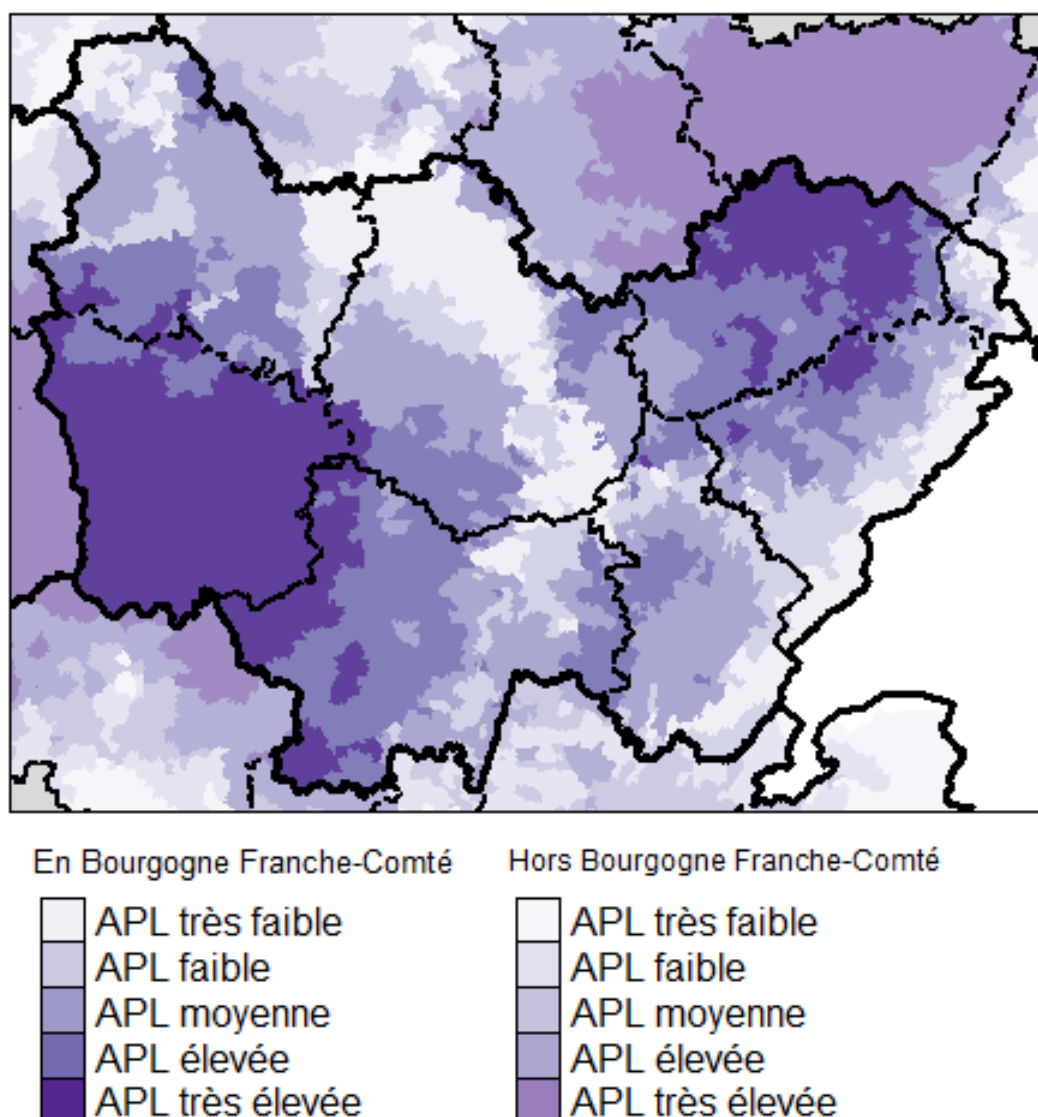 En Bourgogne Franche-Comté
APL très faible
APL faible
APL moyenne
APL élevée
APL très élevée
Hors Bourgogne Franche-Comté
APL très faible
APL faible
APL moyenne
APL élevée
APL très élevée